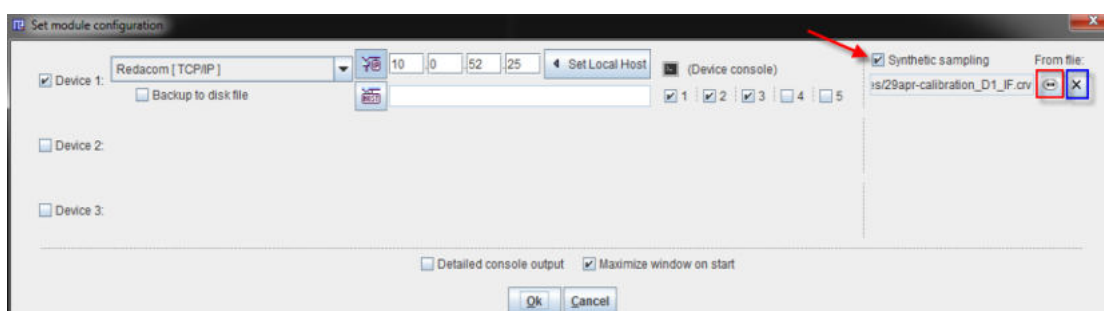 Set module configuration
Synthetic sampling From file:
Device 1: Redacom [ TCP/IP ] 10 .0 .52 .25 Set Local Host (Device console)
s/29apr-calibration_D1_IF.crv
Backup to disk file 1 2 3 4 5
Device 2:
Device 3:
Detailed console output Maximize window on start
Ok Cancel